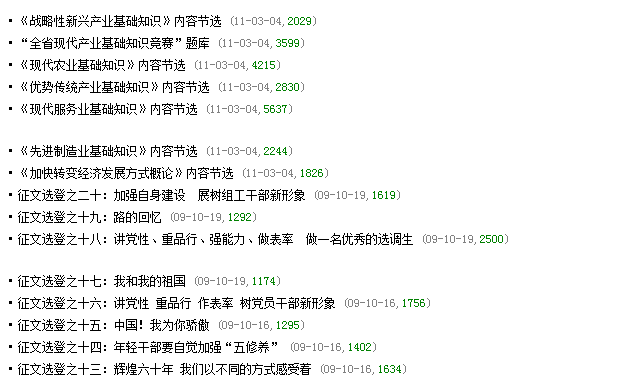 ·《战略性新兴产业基础知识》内容节选 (11-03-04,2029)
·“全省现代产业基础知识竞赛”题库 (11-03-04,3599)
·《现代农业基础知识》内容节选 (11-03-04,4215)
·《优势传统产业基础知识》内容节选 (11-03-04,2830)
·《现代服务业基础知识》内容节选 (11-03-04,5637)
·《先进制造业基础知识》内容节选 (11-03-04,2244)
·《加快转变经济发展方式概论》内容节选 (11-03-04,1826)
·征文选登之二十：加强自身建设　展树组工干部新形象 (09-10-19,1619)
·征文选登之十九：路的回忆 (09-10-19,1292)
·征文选登之十八：讲党性、重品行、强能力、做表率　做一名优秀的选调生 (09-10-19,2500)
·征文选登之十七：我和我的祖国 (09-10-19,1174)
·征文选登之十六：讲党性 重品行 作表率 树党员干部新形象 (09-10-16,1756)
·征文选登之十五：中国！我为你骄傲 (09-10-16,1295)
·征文选登之十四：年轻干部要自觉加强“五修养” (09-10-16,1402)
·征文选登之十三：辉煌六十年 我们以不同的方式感受着 (09-10-16,1634)